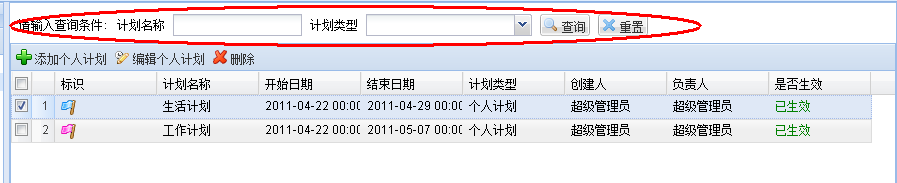 请输入查询条件: 计划名称 计划类型 查询 重置
添加个人计划 编辑个人计划 删除
标识 计划名称 开始日期 结束日期 计划类型 创建人 负责人 是否生效
1 生活计划 2011-04-22 00:00 2011-04-29 00:00 个人计划 超级管理员 超级管理员 已生效
2 工作计划 2011-04-22 00:00 2011-05-07 00:00 个人计划 超级管理员 超级管理员 已生效